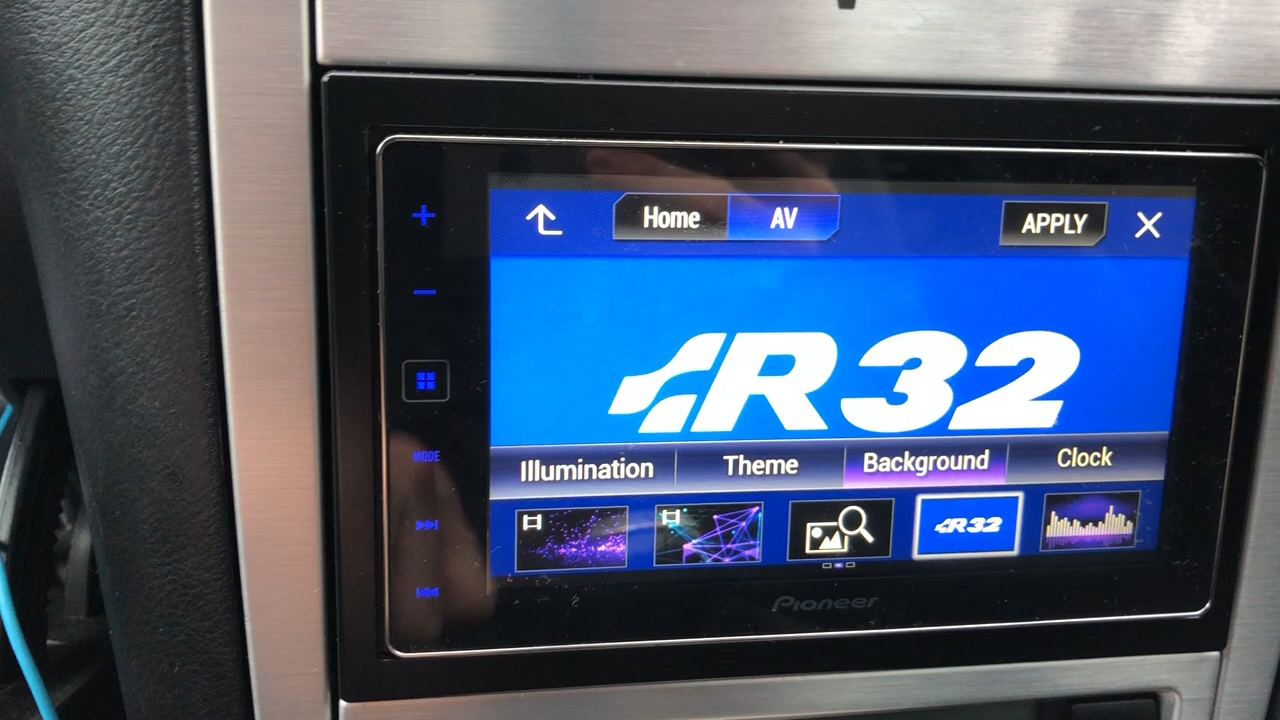 Home AV APPLY
R32
Illumination Theme Background Clock
R32
MODE
Pioneer